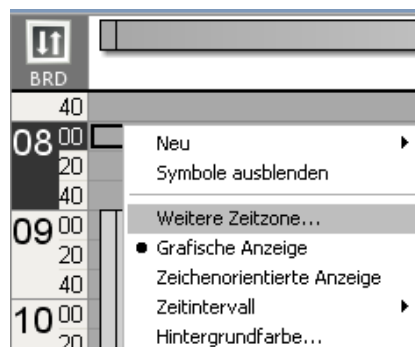 BRD
40
08 00
20
40
09 00
20
40
10 00
20
Neu
Symbole ausblenden
Weitere Zeitzone...
Grafische Anzeige
Zeichenorientierte Anzeige
Zeitintervall
Hintergrundfarbe...